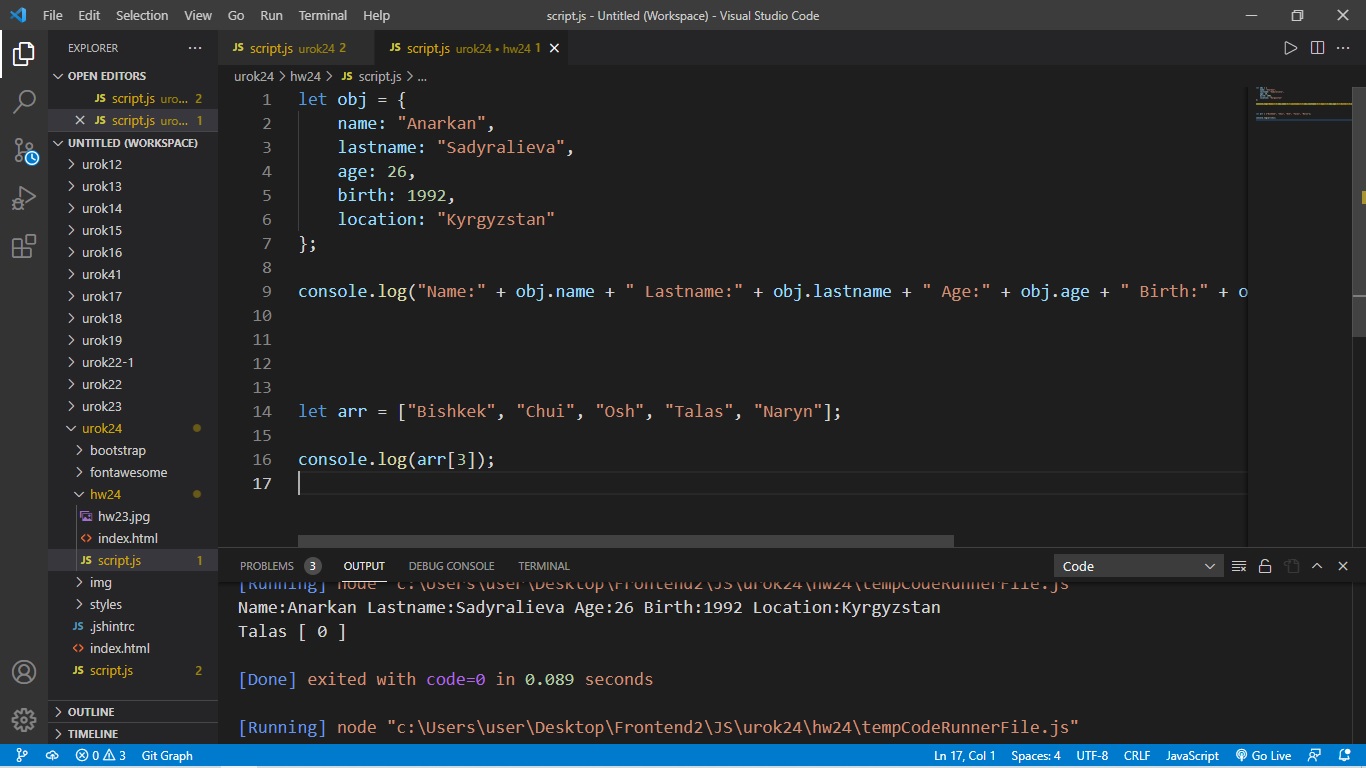 File Edit Selection View Go Run Terminal Help script.js - Untitled (Workspace) - Visual Studio Code
EXPLORER
OPEN EDITORS
JS script.js uro... 2
JS script.js uro... 1
UNTITLED (WORKSPACE)
urok12
urok13
urok14
urok15
urok16
urok41
urok17
urok18
urok19
urok22-1
urok22
urok23
urok24
bootstrap
fontawesome
hw24
hw23.jpg
index.html
JS script.js 1
img
styles
JS .jshintrc
index.html
JS script.js 2
OUTLINE
TIMELINE
JS script.js urok24 2 JS script.js urok24 • hw24 1
urok24 > hw24 > JS script.js > ...
1 let obj = {
2 name: "Anarkan",
3 lastname: "Sadyralieva",
4 age: 26,
5 birth: 1992,
6 location: "Kyrgyzstan"
7 };
8
9 console.log("Name:" + obj.name + " Lastname:" + obj.lastname + " Age:" + obj.age + " Birth:" + o
10
11
12
13
14 let arr = ["Bishkek", "Chui", "Osh", "Talas", "Naryn"];
15
16 console.log(arr[3]);
17
PROBLEMS 3 OUTPUT DEBUG CONSOLE TERMINAL Code
[Running] node "c:\Users\user\Desktop\Frontend2\JS\urok24\hw24\tempCodeRunnerFile.js"
Name:Anarkan Lastname:Sadyralieva Age:26 Birth:1992 Location:Kyrgyzstan
Talas [ 0 ]
[Done] exited with code=0 in 0.089 seconds
[Running] node "c:\Users\user\Desktop\Frontend2\JS\urok24\hw24\tempCodeRunnerFile.js"
0 3 Git Graph Ln 17, Col 1 Spaces: 4 UTF-8 CRLF JavaScript Go Live